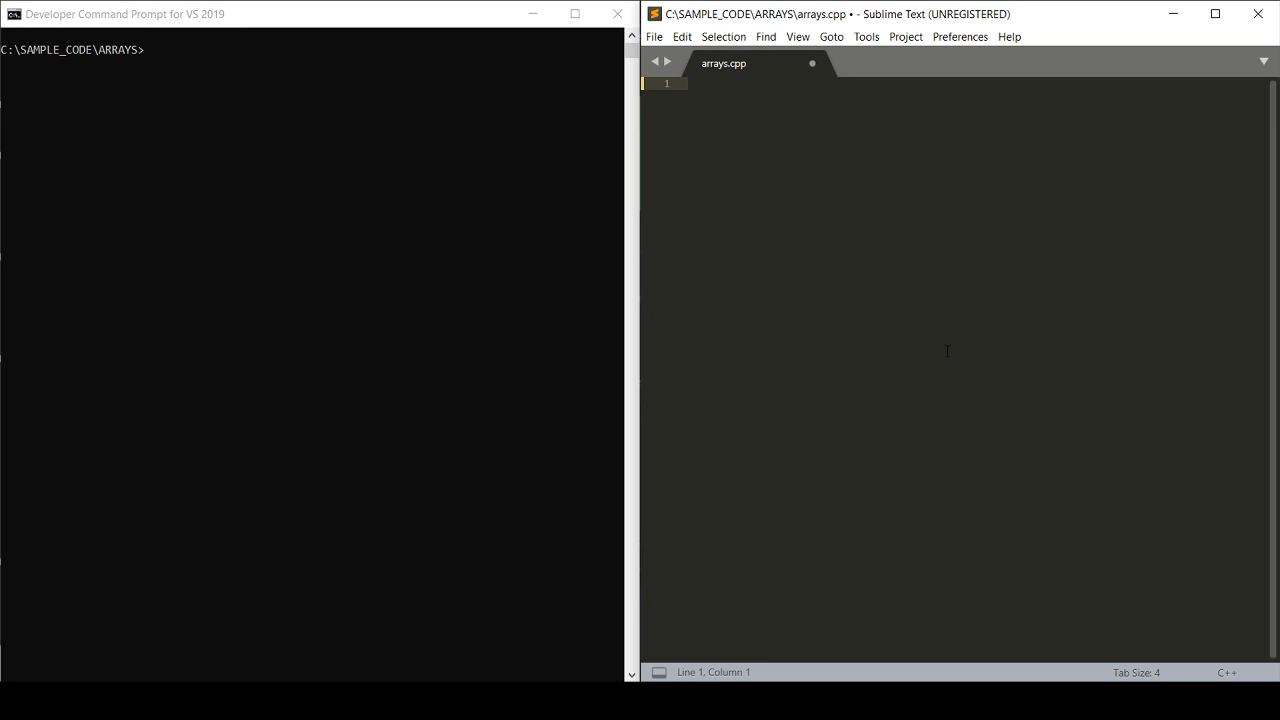 Developer Command Prompt for VS 2019
C:\SAMPLE_CODE\ARRAYS>
C:\SAMPLE_CODE\ARRAYS\arrays.cpp • - Sublime Text (UNREGISTERED)
File Edit Selection Find View Goto Tools Project Preferences Help
arrays.cpp
1
Line 1, Column 1 Tab Size: 4 C++